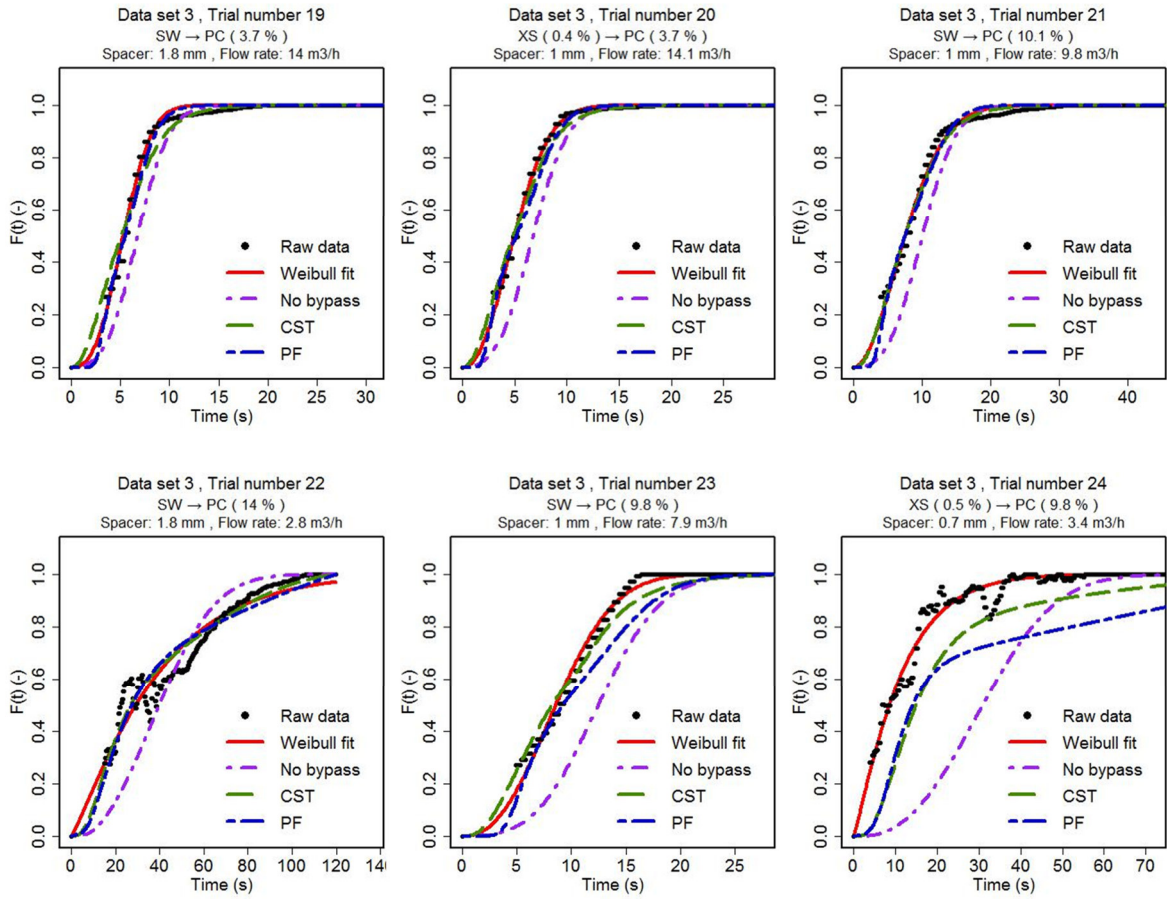 Data set 3 , Trial number 19
SW → PC ( 3.7 % )
Spacer: 1.8 mm , Flow rate: 14 m3/h
F(t) (-)
1.0
0.8
0.6
0.4
0.2
0.0
Raw data
Weibull fit
No bypass
CST
PF
0 5 10 15 20 25 30
Time (s)
Data set 3 , Trial number 20
XS ( 0.4 % ) → PC ( 3.7 % )
Spacer: 1 mm , Flow rate: 14.1 m3/h
F(t) (-)
1.0
0.8
0.6
0.4
0.2
0.0
Raw data
Weibull fit
No bypass
CST
PF
0 5 10 15 20 25
Time (s)
Data set 3 , Trial number 21
SW → PC ( 10.1 % )
Spacer: 1 mm , Flow rate: 9.8 m3/h
F(t) (-)
1.0
0.8
0.6
0.4
0.2
0.0
Raw data
Weibull fit
No bypass
CST
PF
0 10 20 30 40
Time (s)
Data set 3 , Trial number 22
SW → PC ( 14 % )
Spacer: 1.8 mm , Flow rate: 2.8 m3/h
F(t) (-)
1.0
0.8
0.6
0.4
0.2
0.0
Raw data
Weibull fit
No bypass
CST
PF
0 20 40 60 80 100 120
Time (s)
Data set 3 , Trial number 23
SW → PC ( 9.8 % )
Spacer: 1 mm , Flow rate: 7.9 m3/h
F(t) (-)
1.0
0.8
0.6
0.4
0.2
0.0
Raw data
Weibull fit
No bypass
CST
PF
0 5 10 15 20 25
Time (s)
Data set 3 , Trial number 24
XS ( 0.5 % ) → PC ( 9.8 % )
Spacer: 0.7 mm , Flow rate: 3.4 m3/h
F(t) (-)
1.0
0.8
0.6
0.4
0.2
0.0
Raw data
Weibull fit
No bypass
CST
PF
0 10 20 30 40 50 60 70
Time (s)